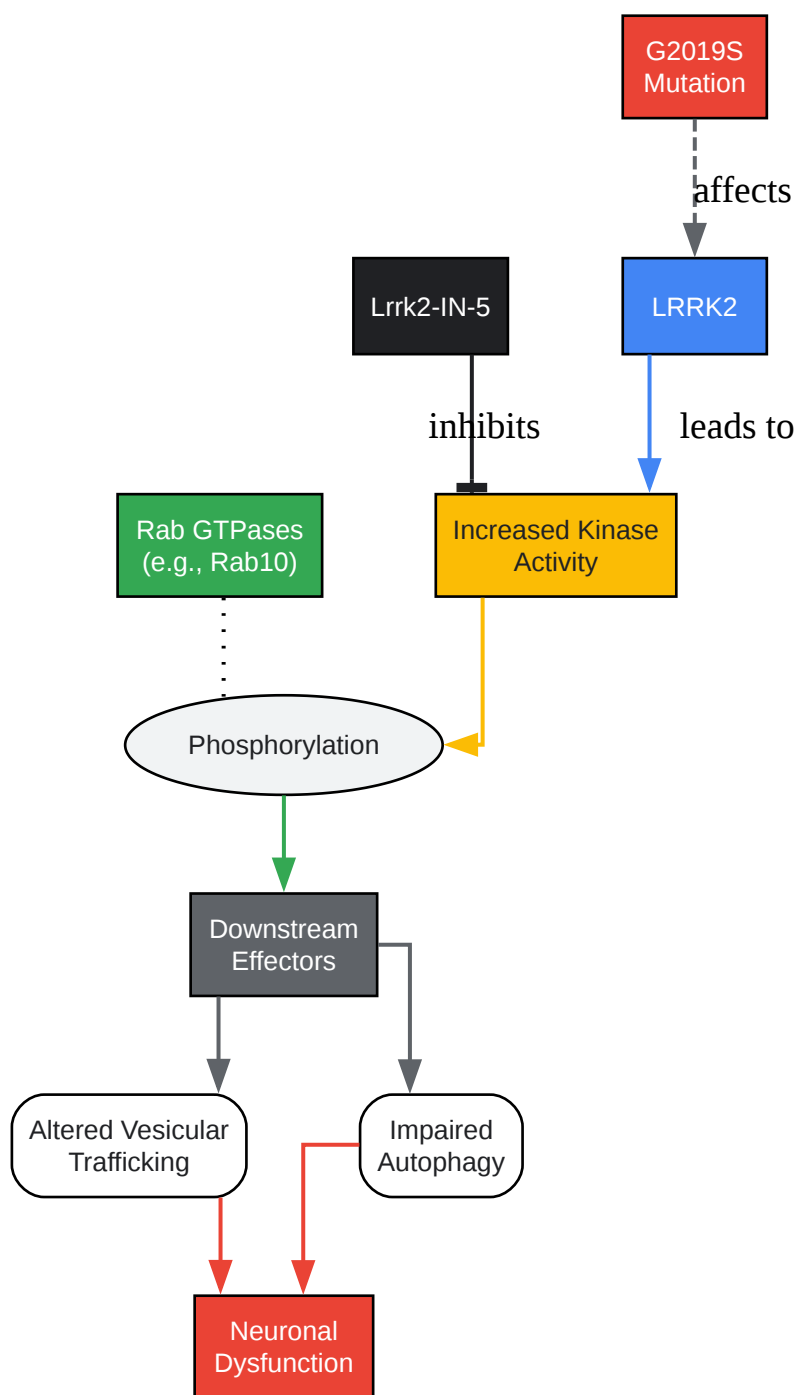 G2019S
Mutation
affects
Lrrk2-IN-5
LRRK2
inhibits
leads to
Rab GTPases
(e.g., Rab10)
Increased Kinase
Activity
Phosphorylation
Downstream
Effectors
Altered Vesicular
Trafficking
Impaired
Autophagy
Neuronal
Dysfunction